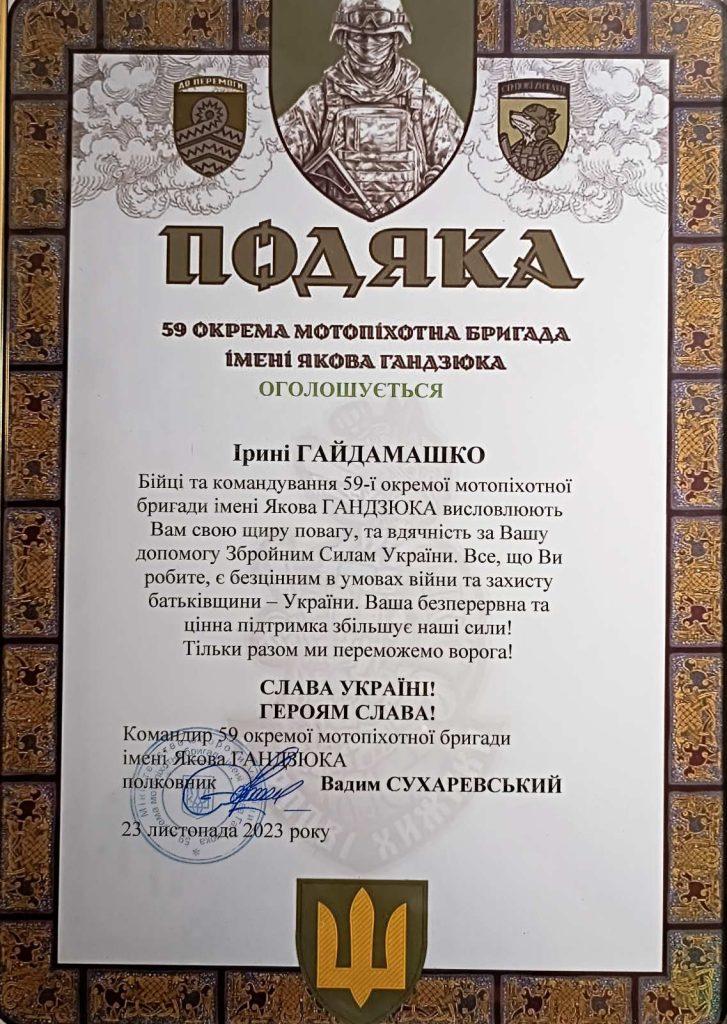 ДО ПЕРЕМОГИ
СТЕПОВІ ХИЖАКИ
ПОДЯКА
59 ОКРЕМА МОТОПІХОТНА БРИГАДА
ІМЕНІ ЯКОВА ГАНДЗЮКА
ОГОЛОШУЄТЬСЯ
Ірині ГАЙДАМАШКО
Бійці та командування 59-ї окремої мотопіхотної
бригади імені Якова ГАНДЗЮКА висловлюють
Вам свою щиру повагу, та вдячність за Вашу
допомогу Збройним Силам України. Все, що Ви
робите, є безцінним в умовах війни та захисту
батьківщини – України. Ваша безперервна та
цінна підтримка збільшує наші сили!
Тільки разом ми переможемо ворога!
СЛАВА УКРАЇНІ!
ГЕРОЯМ СЛАВА!
Командир 59 окремої мотопіхотної бригади
імені Якова ГАНДЗЮКА
полковник Вадим СУХАРЕВСЬКИЙ
23 листопада 2023 року
ХИЖАКИ